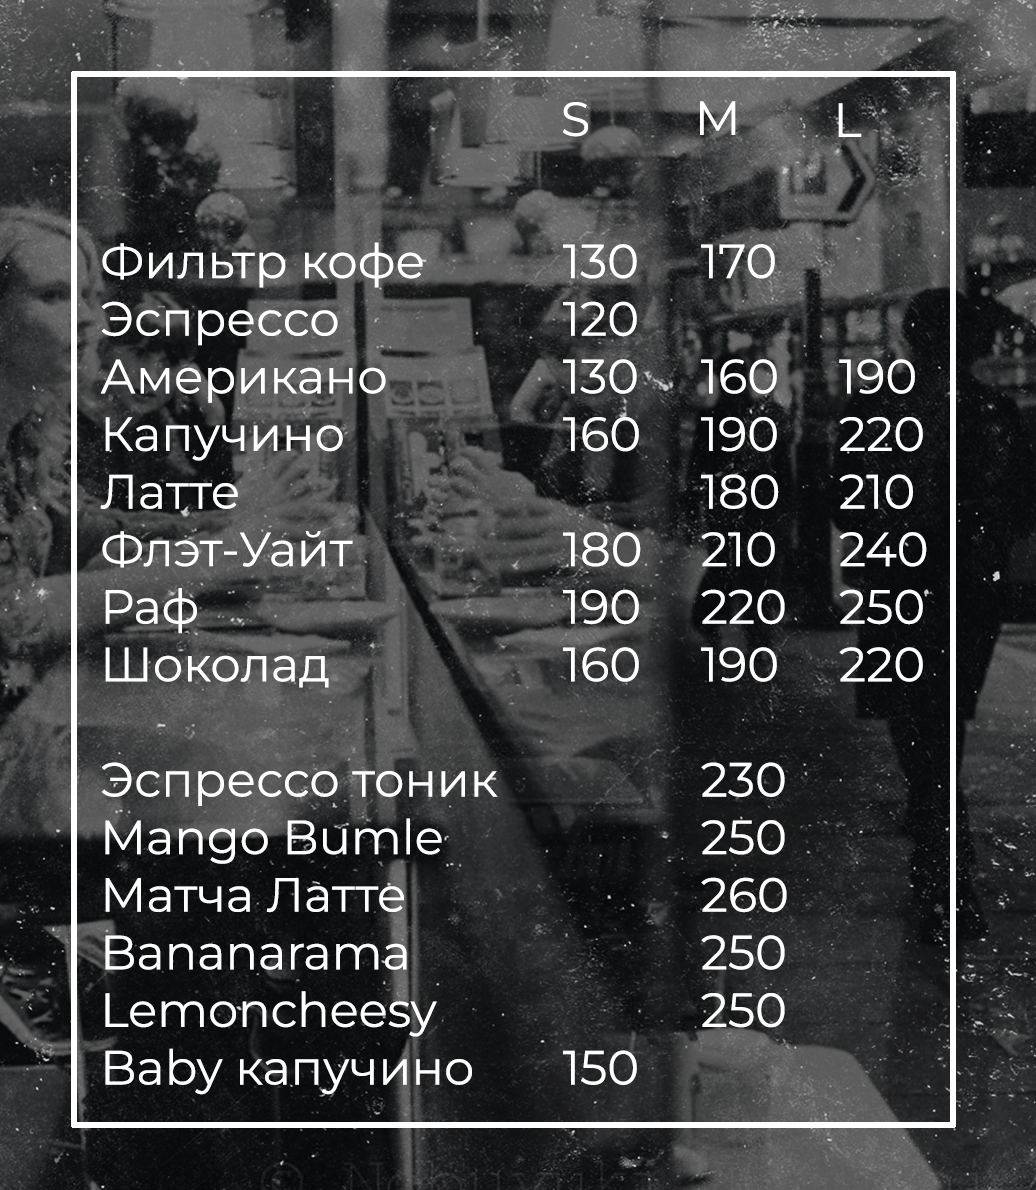 S M L
Фильтр кофе 130 170
Эспрессо 120
Американо 130 160 190
Капучино 160 190 220
Латте 180 210
Флэт-Уайт 180 210 240
Раф 190 220 250
Шоколад 160 190 220
Эспрессо тоник 230
Mango Bumle 250
Матча Латте 260
Bananarama 250
Lemoncheesy 250
Baby капучино 150